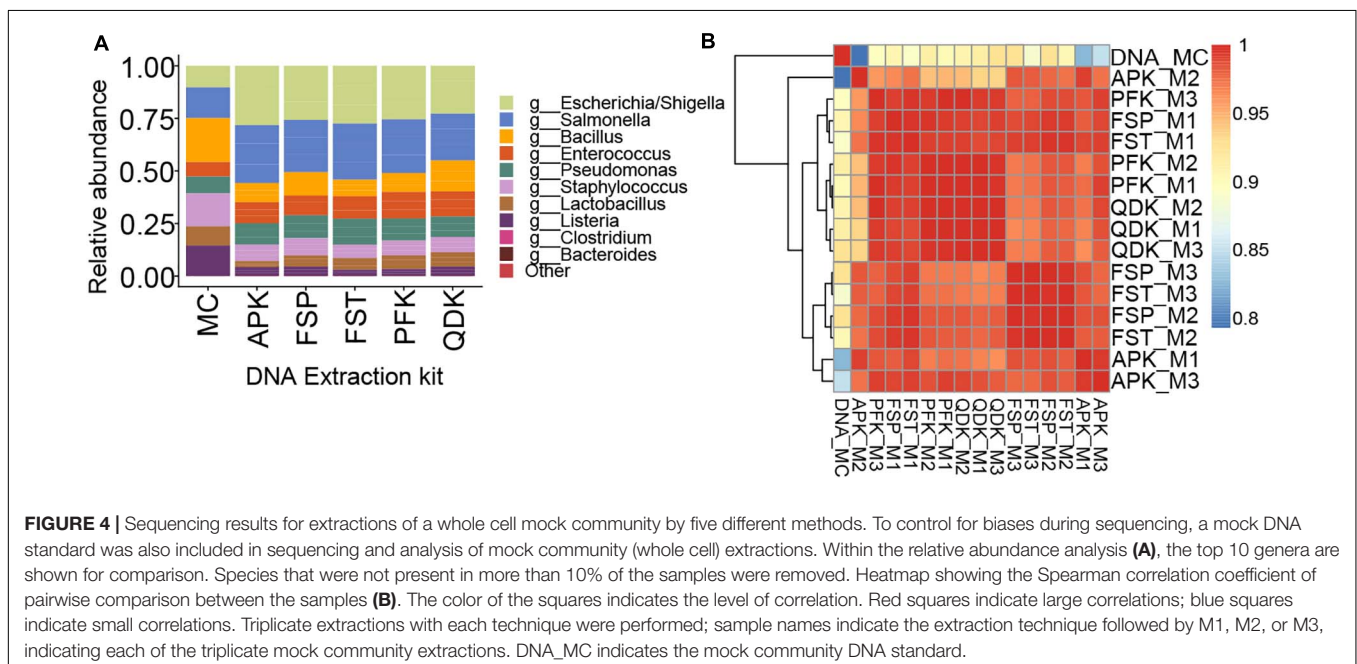 A
1.00
0.75
0.50
0.25
0.00
Relative abundance
MC
APK
FSP
FST
PFK
QDK
DNA Extraction kit
g__Escherichia/Shigella
g__Salmonella
g__Bacillus
g__Enterococcus
g__Pseudomonas
g__Staphylococcus
g__Lactobacillus
g__Listeria
g__Clostridium
g__Bacteroides
Other
B
DNA_MC
APK_M2
PFK_M3
FSP_M1
FST_M1
PFK_M2
PFK_M1
QDK_M2
QDK_M1
QDK_M3
FSP_M3
FST_M3
FSP_M2
FST_M2
APK_M1
APK_M3
DNA_MC
APK_M2
PFK_M3
FSP_M1
FST_M1
PFK_M2
PFK_M1
QDK_M2
QDK_M1
QDK_M3
FSP_M3
FST_M3
FSP_M2
FST_M2
APK_M1
APK_M3
1
0.95
0.9
0.85
0.8
FIGURE 4 | Sequencing results for extractions of a whole cell mock community by five different methods. To control for biases during sequencing, a mock DNA
standard was also included in sequencing and analysis of mock community (whole cell) extractions. Within the relative abundance analysis (A), the top 10 genera are
shown for comparison. Species that were not present in more than 10% of the samples were removed. Heatmap showing the Spearman correlation coefficient of
pairwise comparison between the samples (B). The color of the squares indicates the level of correlation. Red squares indicate large correlations; blue squares
indicate small correlations. Triplicate extractions with each technique were performed; sample names indicate the extraction technique followed by M1, M2, or M3,
indicating each of the triplicate mock community extractions. DNA_MC indicates the mock community DNA standard.